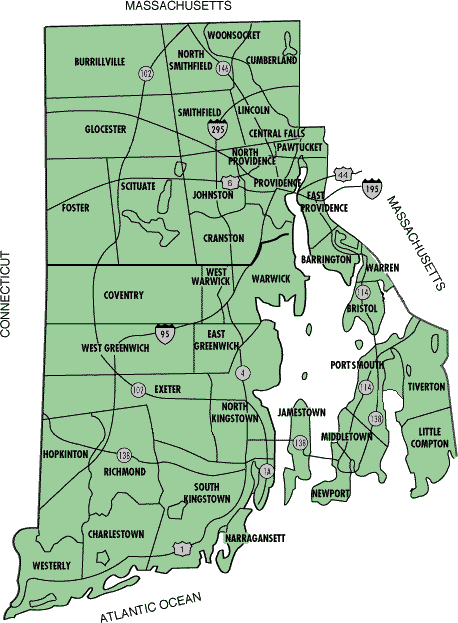 MASSACHUSETTS
WOONSOCKET
BURRILLVILLE
NORTH
SMITHFIELD
CUMBERLAND
102
146
SMITHFIELD
LINCOLN
GLOCESTER
295
CENTRAL FALLS
PAWTUCKET
NORTH
PROVIDENCE
44
SCITUATE
6
PROVIDENCE
195
JOHNSTON
EAST
PROVIDENCE
FOSTER
MASSACHUSETTS
CRANSTON
CONNECTICUT
BARRINGTON
WARREN
WEST
WARWICK
WARWICK
COVENTRY
114
BRISTOL
95
WEST GREENWICH
EAST
GREENWICH
PORTSMOUTH
4
TIVERTON
102
EXETER
114
NORTH
KINGSTOWN
JAMESTOWN
138
LITTLE
COMPTON
MIDDLETOWN
138
HOPKINTON
138
RICHMOND
1A
SOUTH
KINGSTOWN
NEWPORT
CHARLESTOWN
NARRAGANSETT
1
WESTERLY
ATLANTIC OCEAN